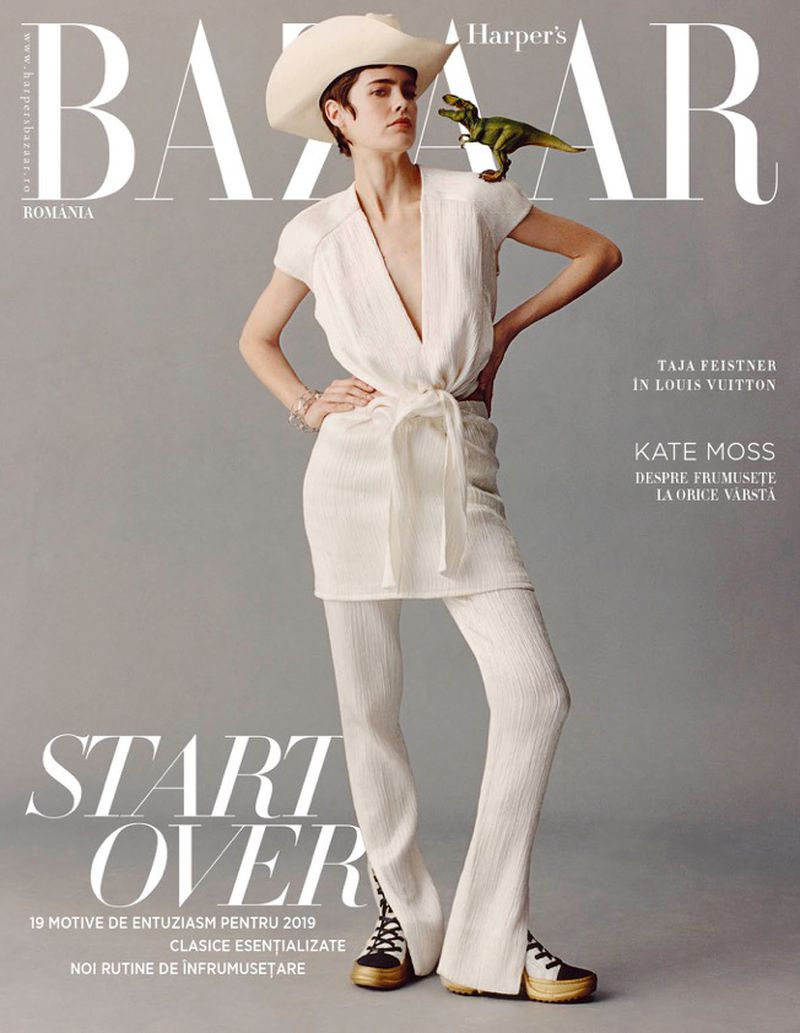 www.harpersbazaar.ro
Harper's
BAZAAR
ROMÂNIA
TAJA FEISTNER
ÎN LOUIS VUITTON
KATE MOSS
DESPRE FRUMUSEȚE
LA ORICE VÂRSTĂ
START
OVER
19 MOTIVE DE ENTUZIASM PENTRU 2019
CLASICE ESENȚIALIZATE
NOI RUTINE DE ÎNFRUMUSEȚARE